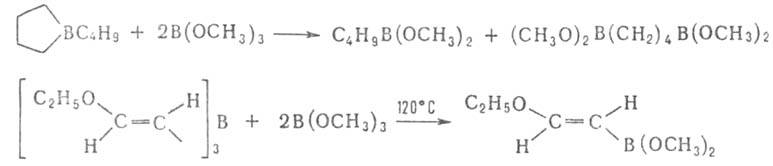 BC₄H₉ + 2B(OCH₃)₃ ⟶ C₄H₉B(OCH₃)₂ + (CH₃O)₂B(CH₂)₄B(OCH₃)₂
C₂H₅O H C=C H ₃ B + 2B(OCH₃)₃ 120°C ⟶ C₂H₅O H C=C H B(OCH₃)₂